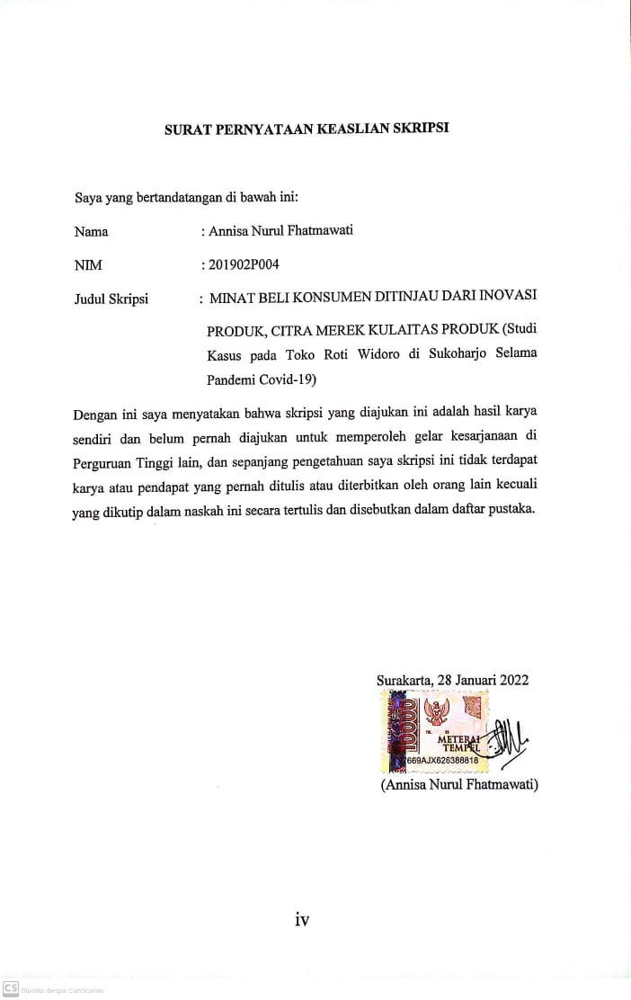 SURAT PERNYATAAN KEASLIAN SKRIPSI
Saya yang bertandatangan di bawah ini:
Nama : Annisa Nurul Fhatmawati
NIM : 201902P004
Judul Skripsi : MINAT BELI KONSUMEN DITINJAU DARI INOVASI
PRODUK, CITRA MEREK KULAITAS PRODUK (Studi
Kasus pada Toko Roti Widoro di Sukoharjo Selama
Pandemi Covid-19)
Dengan ini saya menyatakan bahwa skripsi yang diajukan ini adalah hasil karya
sendiri dan belum pernah diajukan untuk memperoleh gelar kesarjanaan di
Perguruan Tinggi lain, dan sepanjang pengetahuan saya skripsi ini tidak terdapat
karya atau pendapat yang pernah ditulis atau diterbitkan oleh orang lain kecuali
yang dikutip dalam naskah ini secara tertulis dan disebutkan dalam daftar pustaka.
Surakarta, 28 Januari 2022
10000
METERAI
TEMPEL
669AJX626388818
(Annisa Nurul Fhatmawati)
iv
CS Dipindai dengan CamScanner